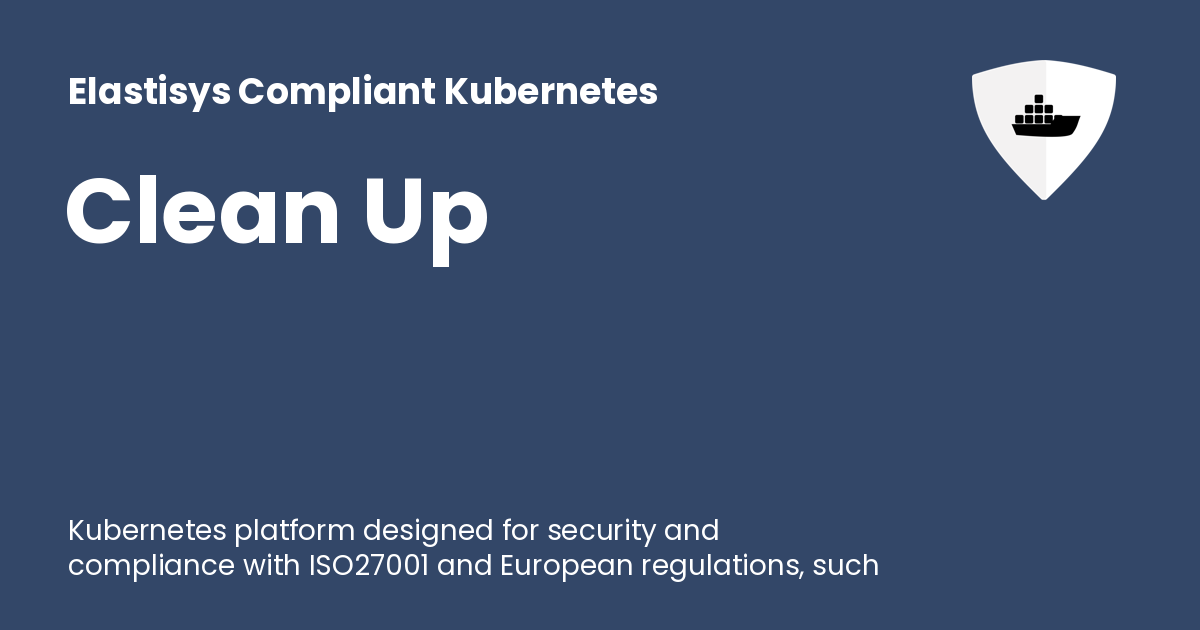 Elastisys Compliant Kubernetes
Clean Up
Kubernetes platform designed for security and
compliance with ISO27001 and European regulations, such